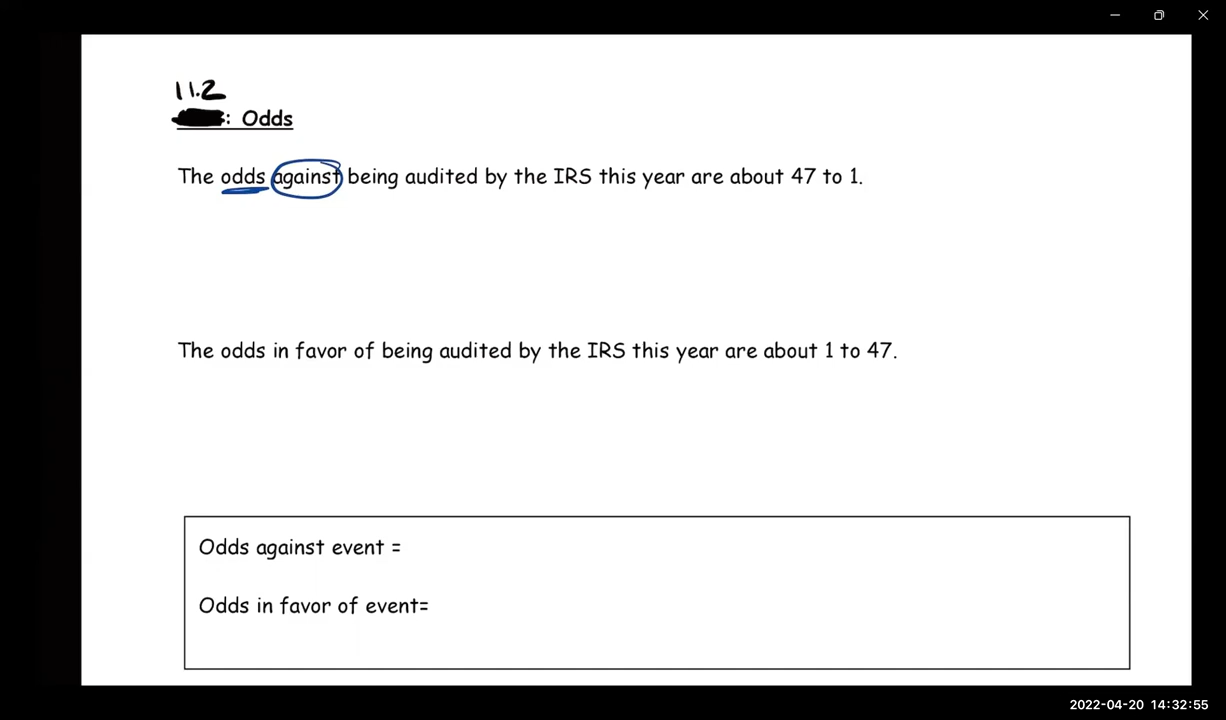 11.2
: Odds
The odds against being audited by the IRS this year are about 47 to 1.
The odds in favor of being audited by the IRS this year are about 1 to 47.
Odds against event =
Odds in favor of event=
2022-04-20 14:32:55